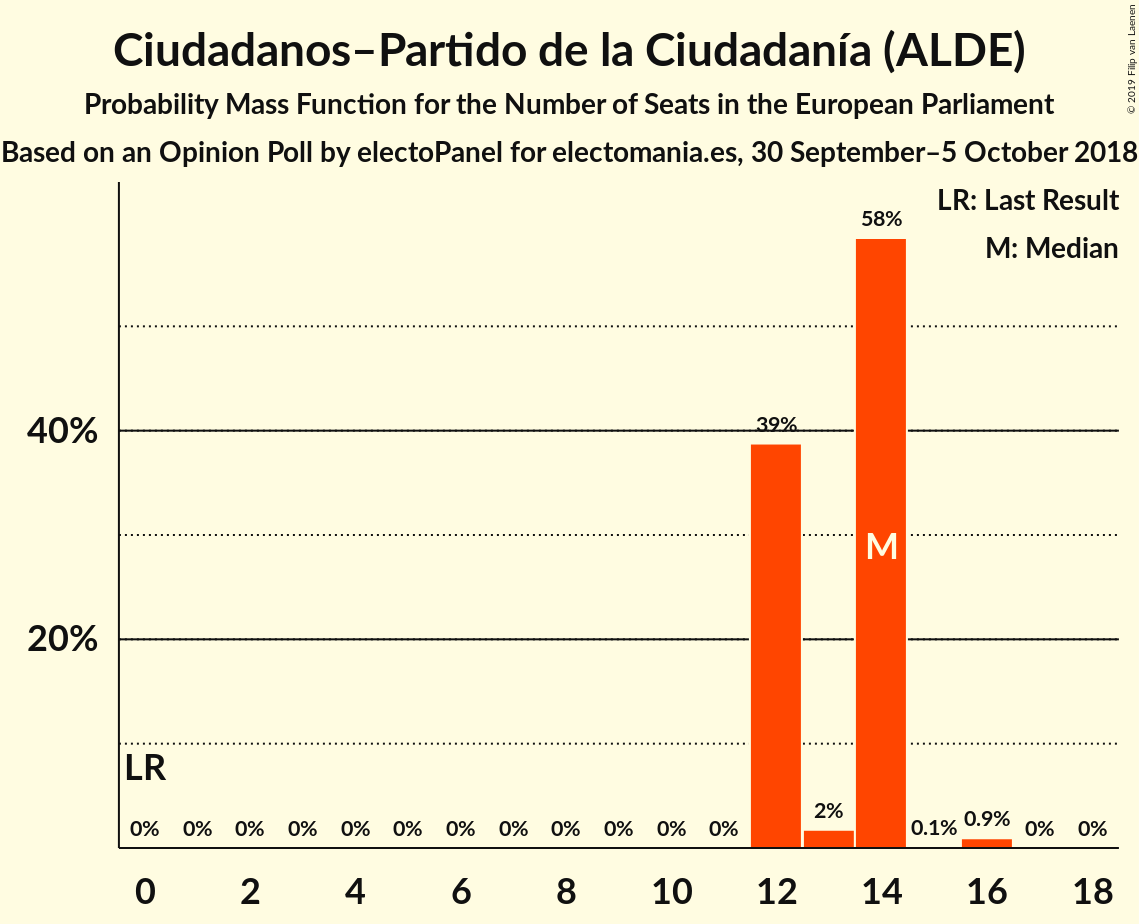 Ciudadanos–Partido de la Ciudadanía (ALDE)
Probability Mass Function for the Number of Seats in the European Parliament
Based on an Opinion Poll by electoPanel for electomania.es, 30 September–5 October 2018
© 2019 Filip van Laenen
LR: Last Result
M: Median
58%
40%
39%
M
20%
LR
0% 0% 0% 0% 0% 0% 0% 0% 0% 0% 0% 0% 2% 0.1% 0.9% 0% 0%
0 2 4 6 8 10 12 14 16 18